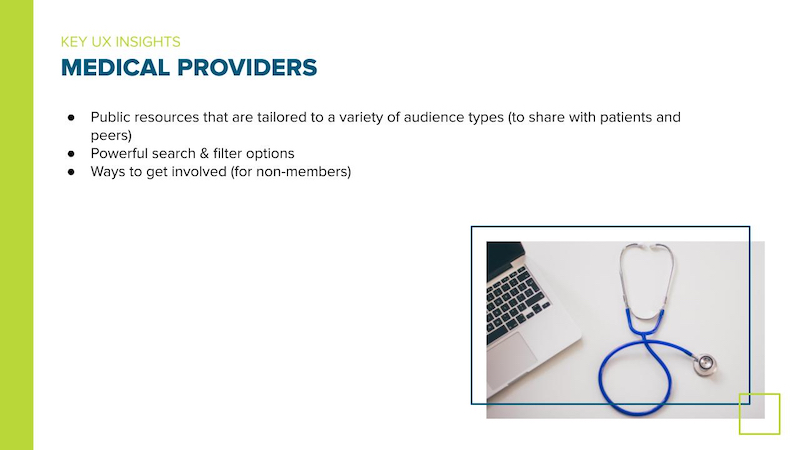 KEY UX INSIGHTS
MEDICAL PROVIDERS
● Public resources that are tailored to a variety of audience types (to share with patients and
peers)
● Powerful search & filter options
● Ways to get involved (for non-members)